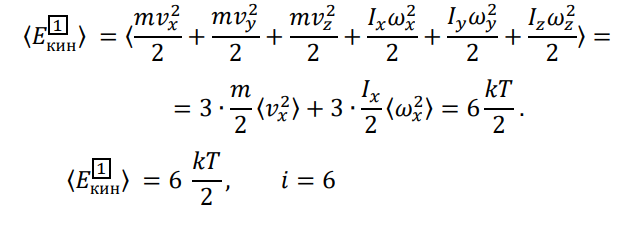 ⟨E_кин^[1]⟩ = ⟨mv_x^2/2 + mv_y^2/2 + mv_z^2/2 + I_xω_x^2/2 + I_yω_y^2/2 + I_zω_z^2/2⟩ =
= 3 · m/2 ⟨v_x^2⟩ + 3 · I_x/2 ⟨ω_x^2⟩ = 6 kT/2 .
⟨E_кин^[1]⟩ = 6 kT/2, i = 6